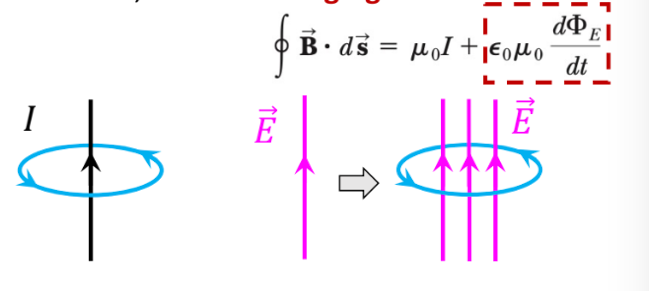 ∮ B⃗ · ds⃗ = μ₀I + ϵ₀μ₀ dΦ_E/dt
I
E⃗
E⃗